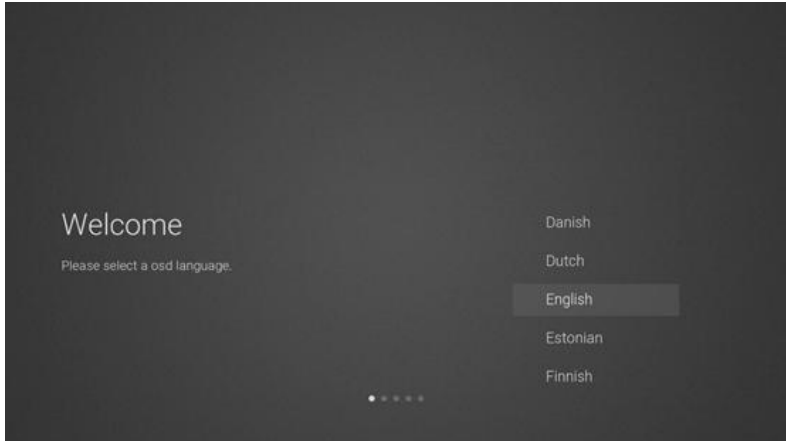 Welcome
Please select a osd language.
Danish
Dutch
English
Estonian
Finnish